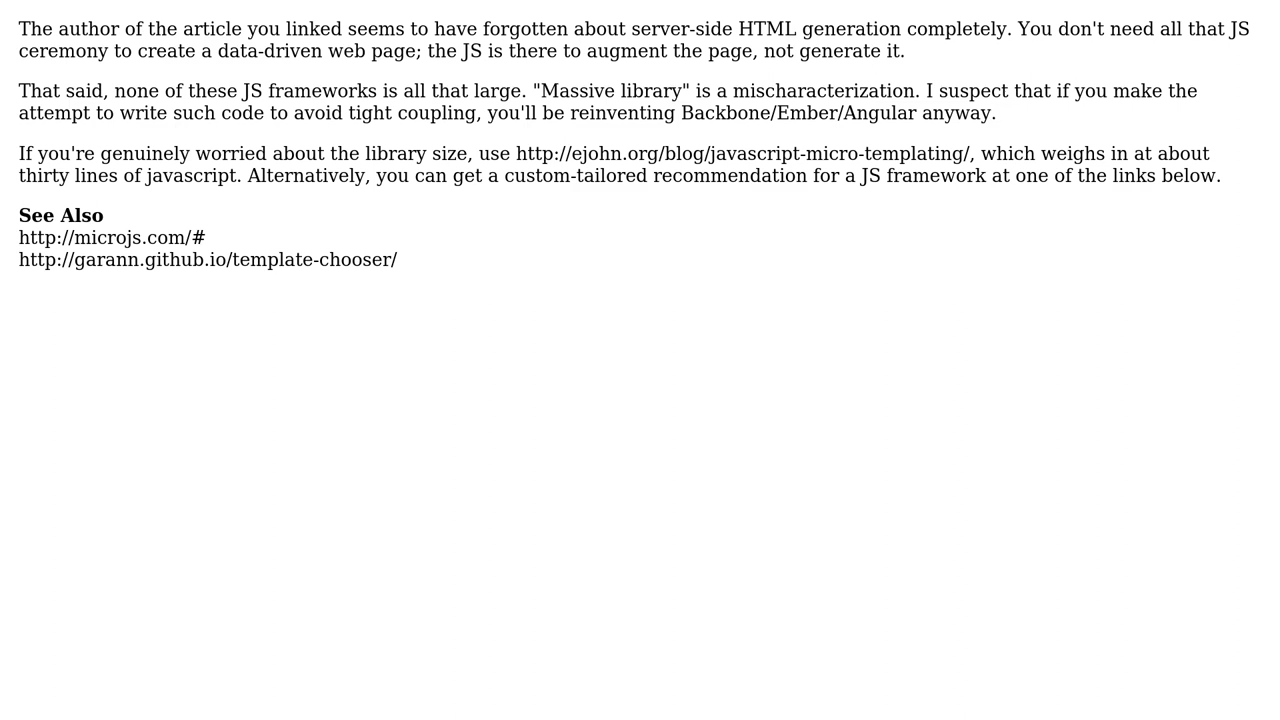 The author of the article you linked seems to have forgotten about server-side HTML generation completely. You don't need all that JS
ceremony to create a data-driven web page; the JS is there to augment the page, not generate it.
That said, none of these JS frameworks is all that large. "Massive library" is a mischaracterization. I suspect that if you make the
attempt to write such code to avoid tight coupling, you'll be reinventing Backbone/Ember/Angular anyway.
If you're genuinely worried about the library size, use http://ejohn.org/blog/javascript-micro-templating/, which weighs in at about
thirty lines of javascript. Alternatively, you can get a custom-tailored recommendation for a JS framework at one of the links below.
See Also
http://microjs.com/#
http://garann.github.io/template-chooser/